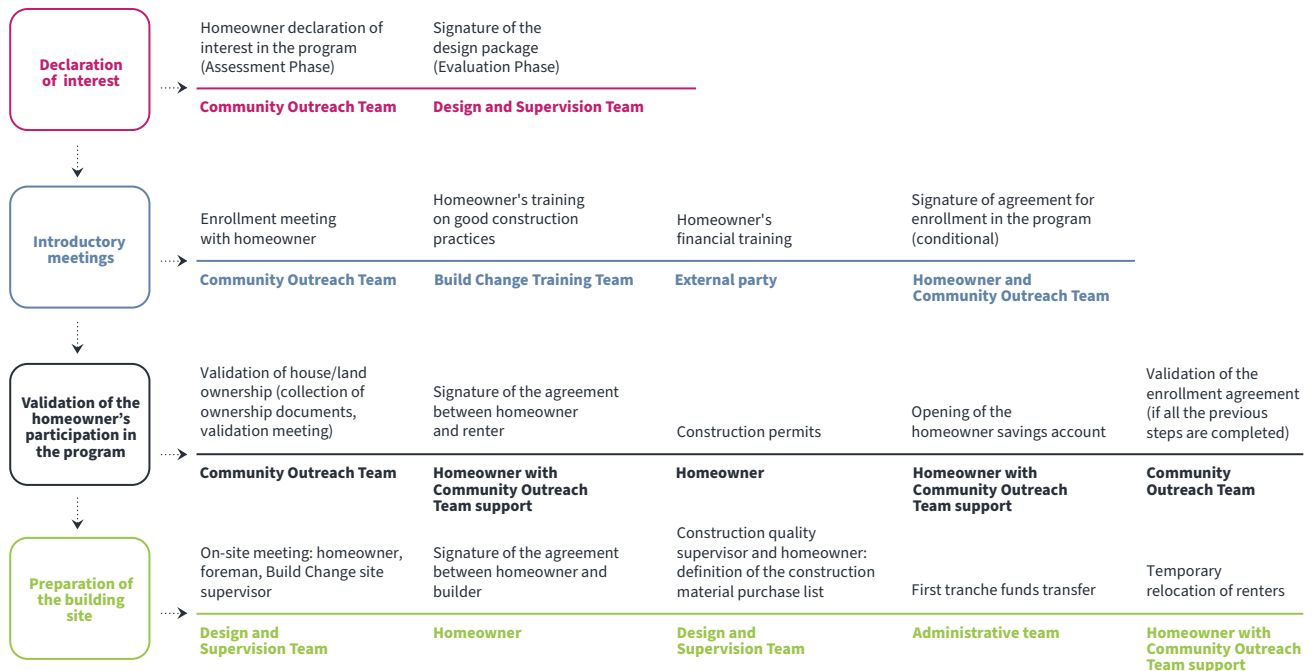 Declaration
of interest
Homeowner declaration of
interest in the program
(Assessment Phase)
Community Outreach Team
Signature of the
design package
(Evaluation Phase)
Design and Supervision Team
Introductory
meetings
Enrollment meeting
with homeowner
Community Outreach Team
Homeowner's training
on good construction
practices
Build Change Training Team
Homeowner's
financial training
External party
Signature of agreement for
enrollment in the program
(conditional)
Homeowner and
Community Outreach Team
Validation of the
homeowner’s
participation in
the program
Validation of house/land
ownership (collection of
ownership documents,
validation meeting)
Community Outreach Team
Signature of the agreement
between homeowner
and renter
Homeowner with
Community Outreach
Team support
Construction permits
Homeowner
Opening of the
homeowner savings account
Homeowner with
Community Outreach
Team support
Validation of the
enrollment agreement
(if all the previous
steps are completed)
Community
Outreach Team
Preparation of
the building
site
On-site meeting: homeowner,
foreman, Build Change site
supervisor
Design and
Supervision Team
Signature of the agreement
between homeowner and
builder
Homeowner
Construction quality
supervisor and homeowner:
definition of the construction
material purchase list
Design and
Supervision Team
First tranche funds transfer
Administrative team
Temporary
relocation of renters
Homeowner with
Community Outreach
Team support